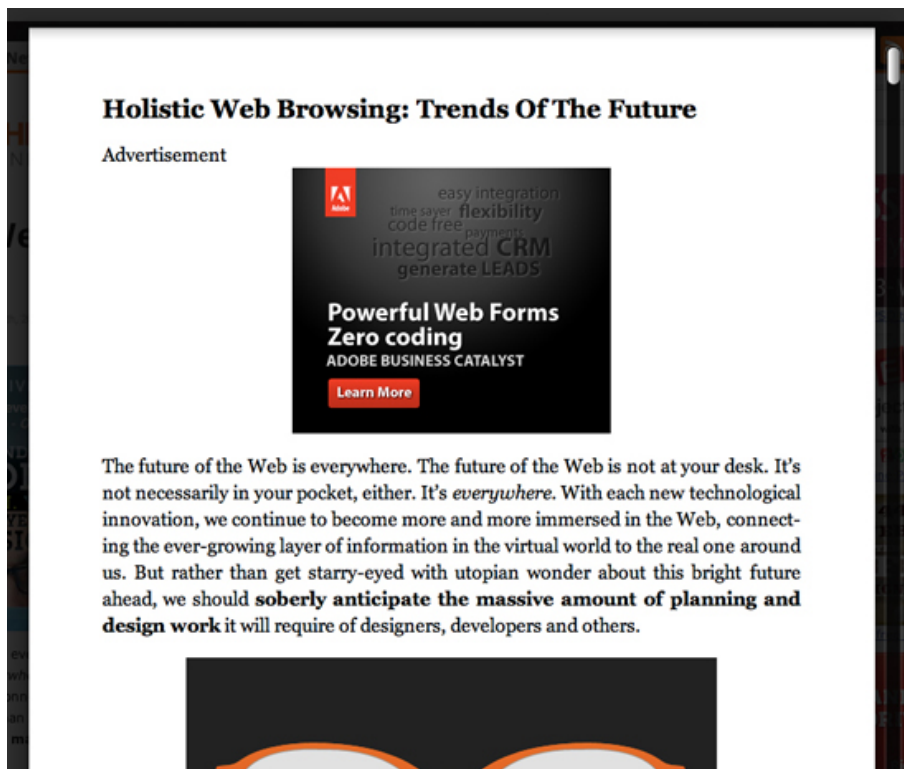 Holistic Web Browsing: Trends Of The Future
Advertisement
Adobe
easy integration
time saver flexibility
code free payments
integrated CRM
generate LEADS
Powerful Web Forms
Zero coding
ADOBE BUSINESS CATALYST
Learn More
The future of the Web is everywhere. The future of the Web is not at your desk. It’s
not necessarily in your pocket, either. It’s everywhere. With each new technological
innovation, we continue to become more and more immersed in the Web, connect-
ing the ever-growing layer of information in the virtual world to the real one around
us. But rather than get starry-eyed with utopian wonder about this bright future
ahead, we should soberly anticipate the massive amount of planning and
design work it will require of designers, developers and others.